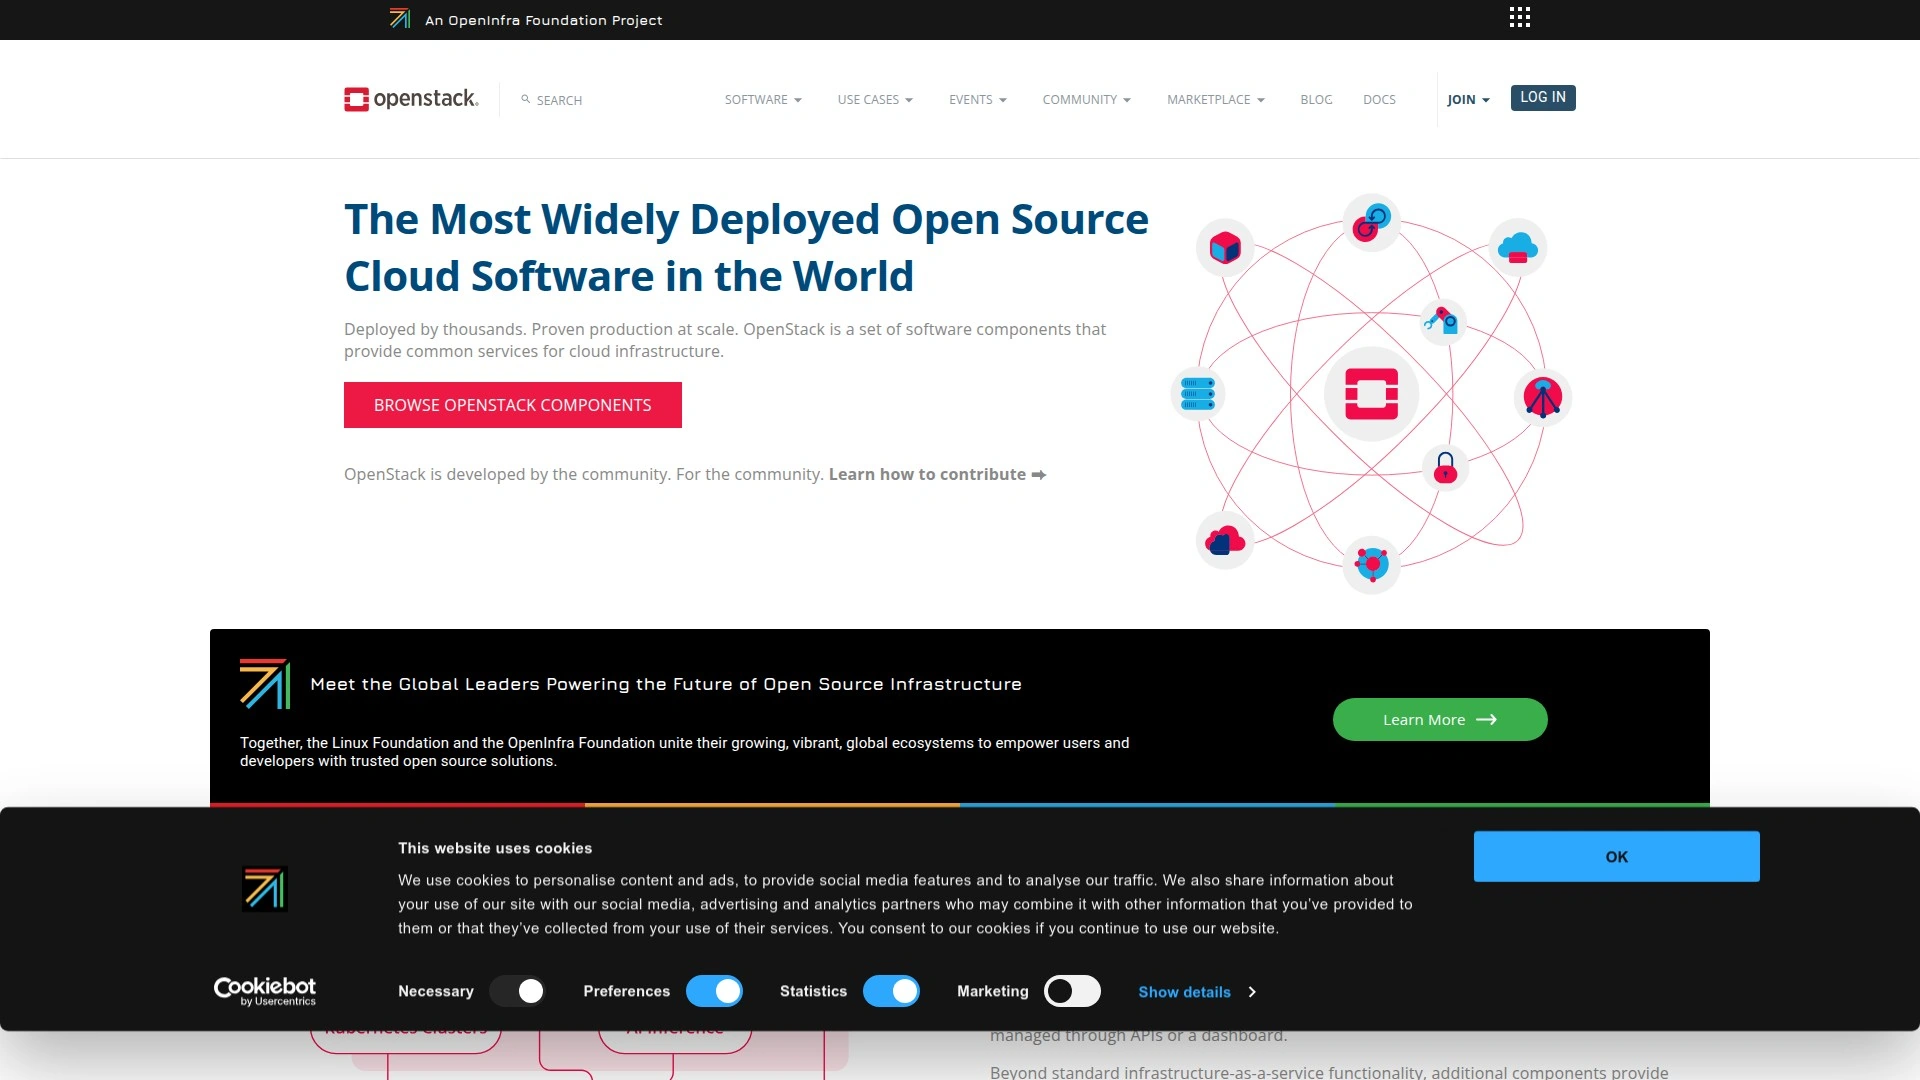 An OpenInfra Foundation Project
openstack.
SEARCH
SOFTWARE
USE CASES
EVENTS
COMMUNITY
MARKETPLACE
BLOG
DOCS
JOIN
LOG IN
The Most Widely Deployed Open Source
Cloud Software in the World
Deployed by thousands. Proven production at scale. OpenStack is a set of software components that
provide common services for cloud infrastructure.
BROWSE OPENSTACK COMPONENTS
OpenStack is developed by the community. For the community. Learn how to contribute
Meet the Global Leaders Powering the Future of Open Source Infrastructure
Together, the Linux Foundation and the OpenInfra Foundation unite their growing, vibrant, global ecosystems to empower users and
developers with trusted open source solutions.
Learn More
This website uses cookies
We use cookies to personalise content and ads, to provide social media features and to analyse our traffic. We also share information about
your use of our site with our social media, advertising and analytics partners who may combine it with other information that you've provided to
them or that they've collected from your use of their services. You consent to our cookies if you continue to use our website.
OK
Cookiebot
by Usercentrics
Necessary
Preferences
Statistics
Marketing
Show details
Kubernetes Clusters
AI Inference
managed through APIs or a dashboard.
Beyond standard infrastructure-as-a-service functionality, additional components provide